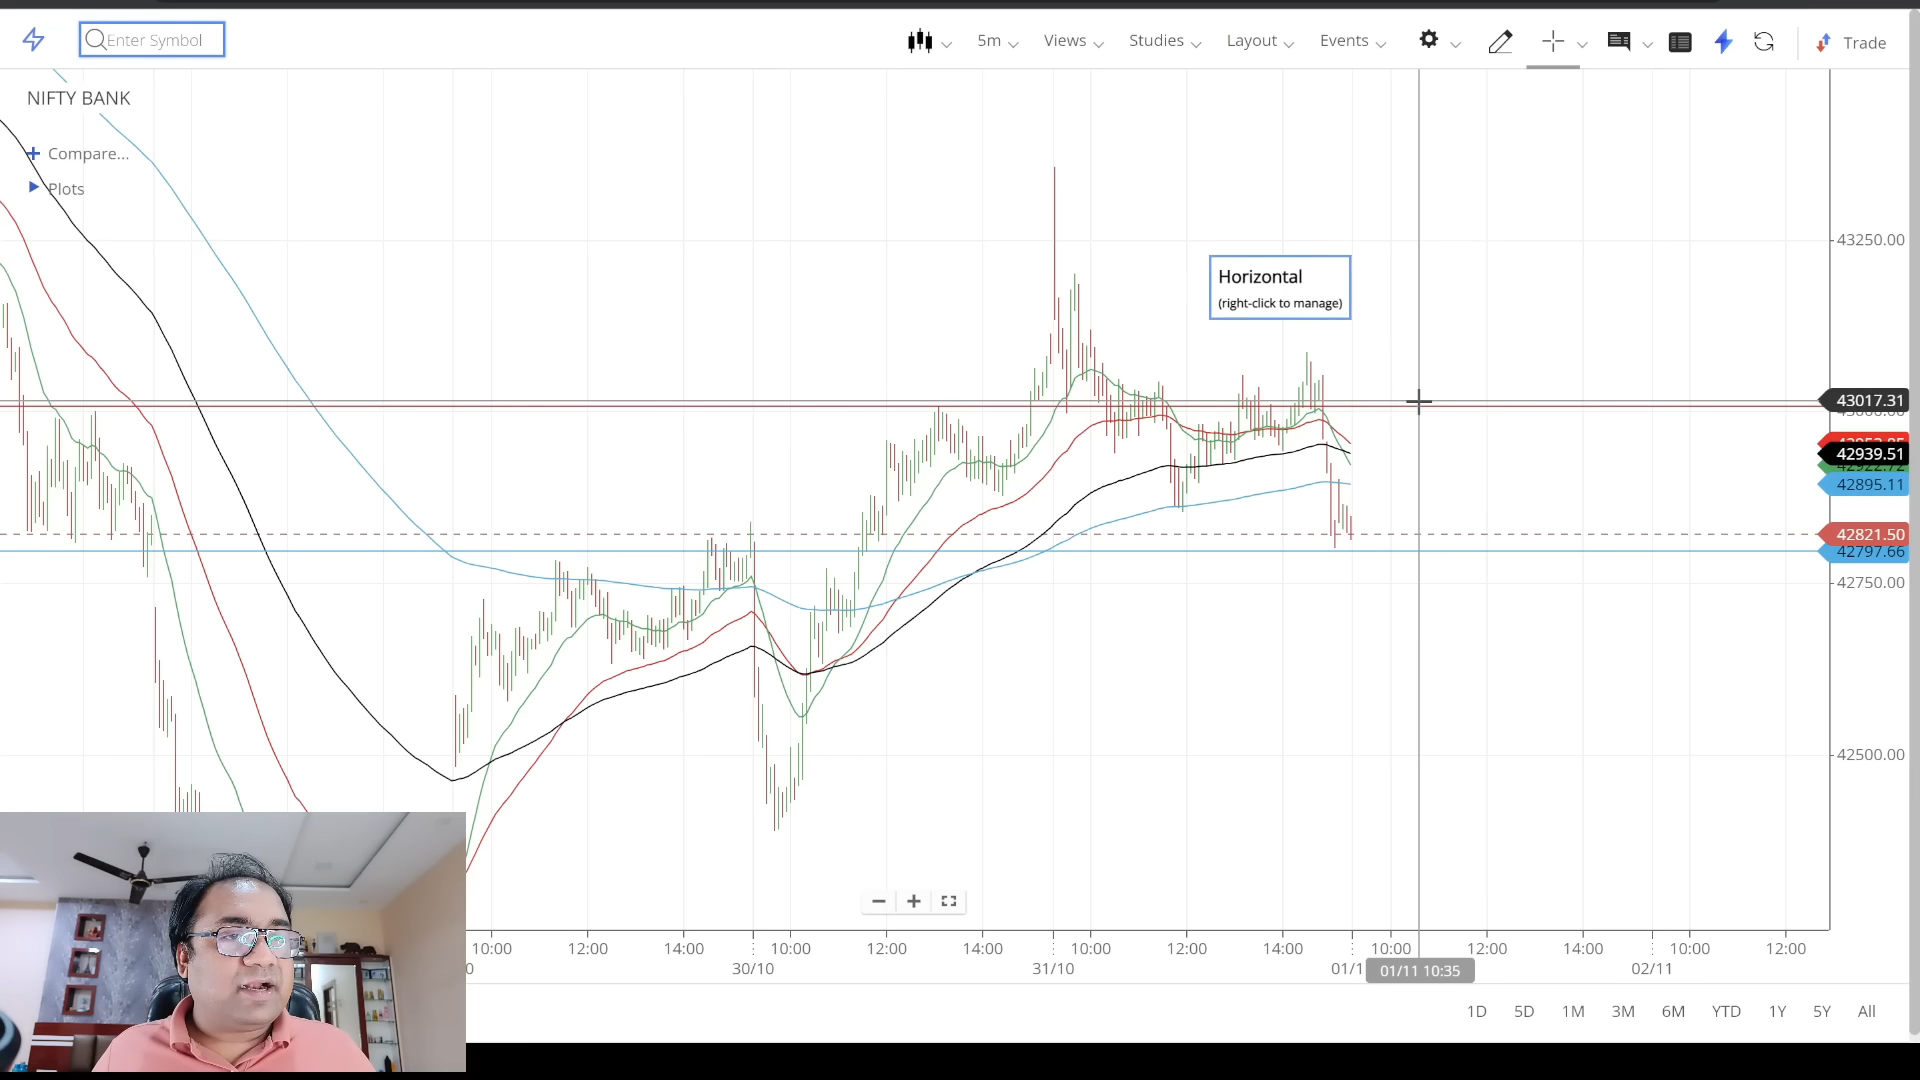 Enter Symbol
5m
Views
Studies
Layout
Events
Trade
NIFTY BANK
Compare...
Plots
Horizontal
(right-click to manage)
43250.00
43017.31
42939.51
42895.11
42821.50
42797.66
42750.00
42500.00
10:00 12:00 14:00 10:00 12:00 14:00 10:00 12:00 14:00 10:00 12:00 14:00 10:00 12:00
0 30/10 31/10 01/1 01/11 10:35 02/11
1D 5D 1M 3M 6M YTD 1Y 5Y All